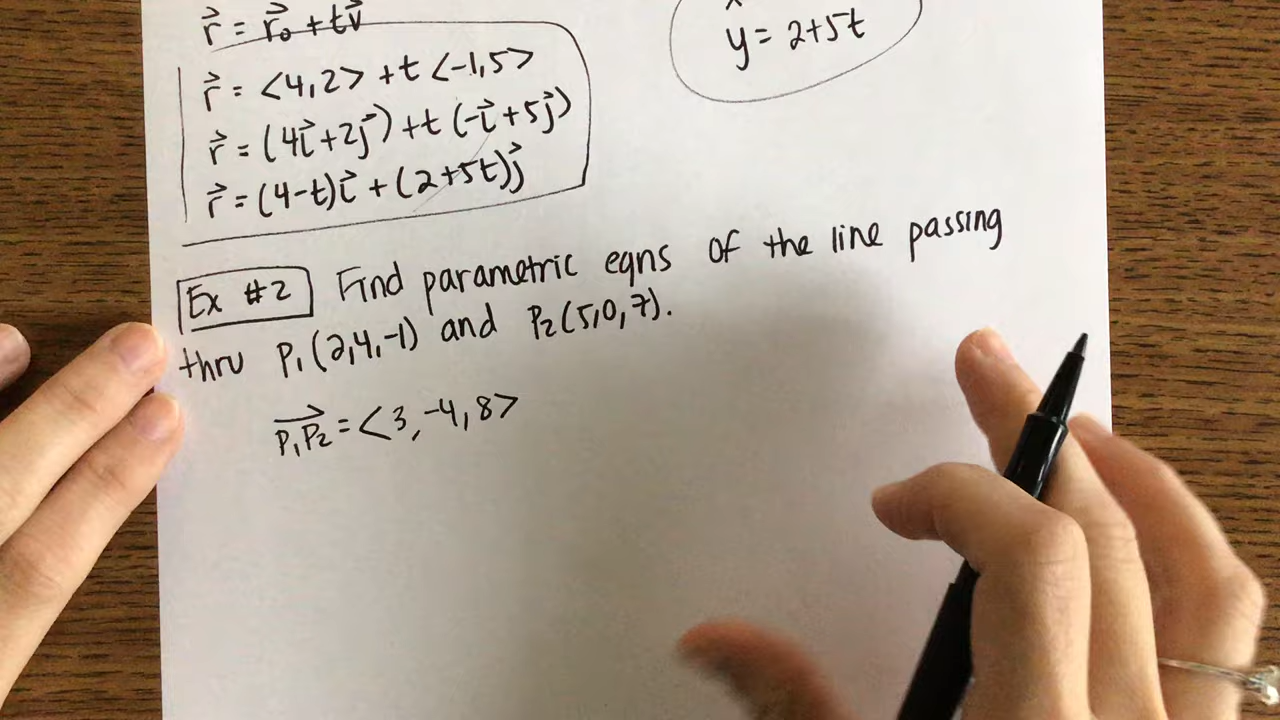 r⃗ = r⃗₀ + tv⃗
r⃗ = <4,2> + t <-1,5>
r⃗ = (4i⃗+2j⃗) + t (-i⃗+5j⃗)
r⃗ = (4-t)i⃗ + (2+5t)j⃗
y = 2+5t
Ex #2 Find parametric eqns of the line passing
thru P₁(2,4,-1) and P₂(5,0,7).
P₁P₂⃗ = <3,-4,8>